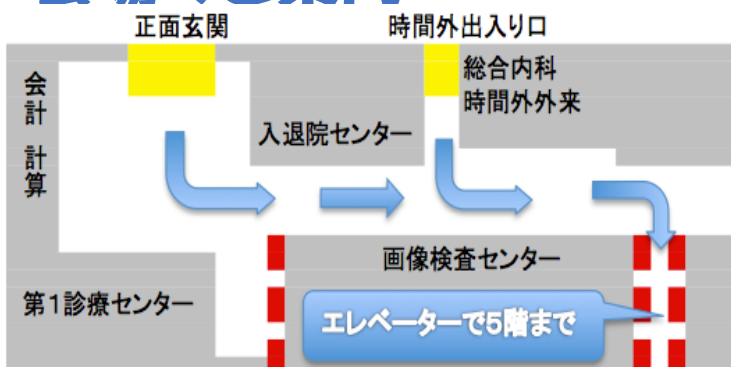 正面玄関
時間外出入り口
会計 計算
総合内科
時間外外来
入退院センター
画像検査センター
第1診療センター
エレベーターで5階まで